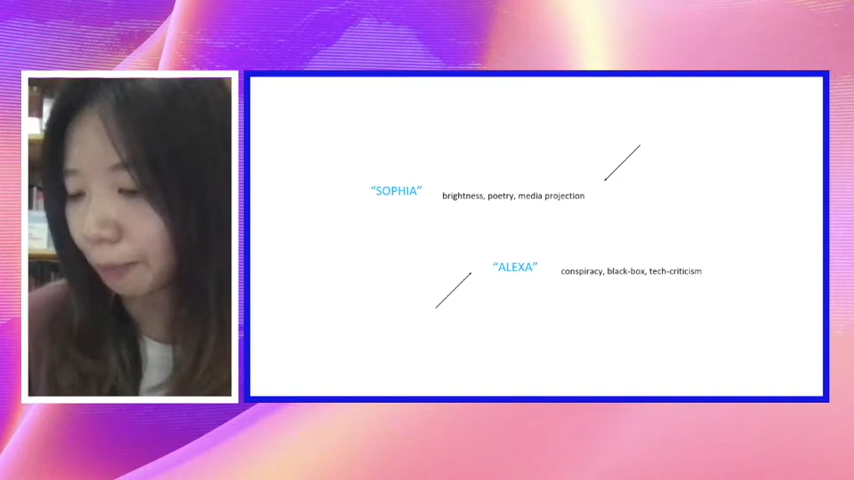 “SOPHIA” brightness, poetry, media projection
“ALEXA” conspiracy, black-box, tech-criticism